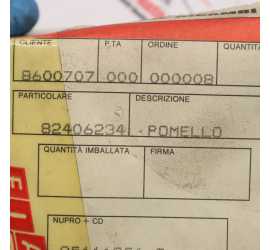 CLIENTE P.TA ORDINE QUANTITÀ
8600707 000 000008
PARTICOLARE DESCRIZIONE
82406234 POMELLO
QUANTITÀ IMBALLATA FIRMA
NUPRO + CD